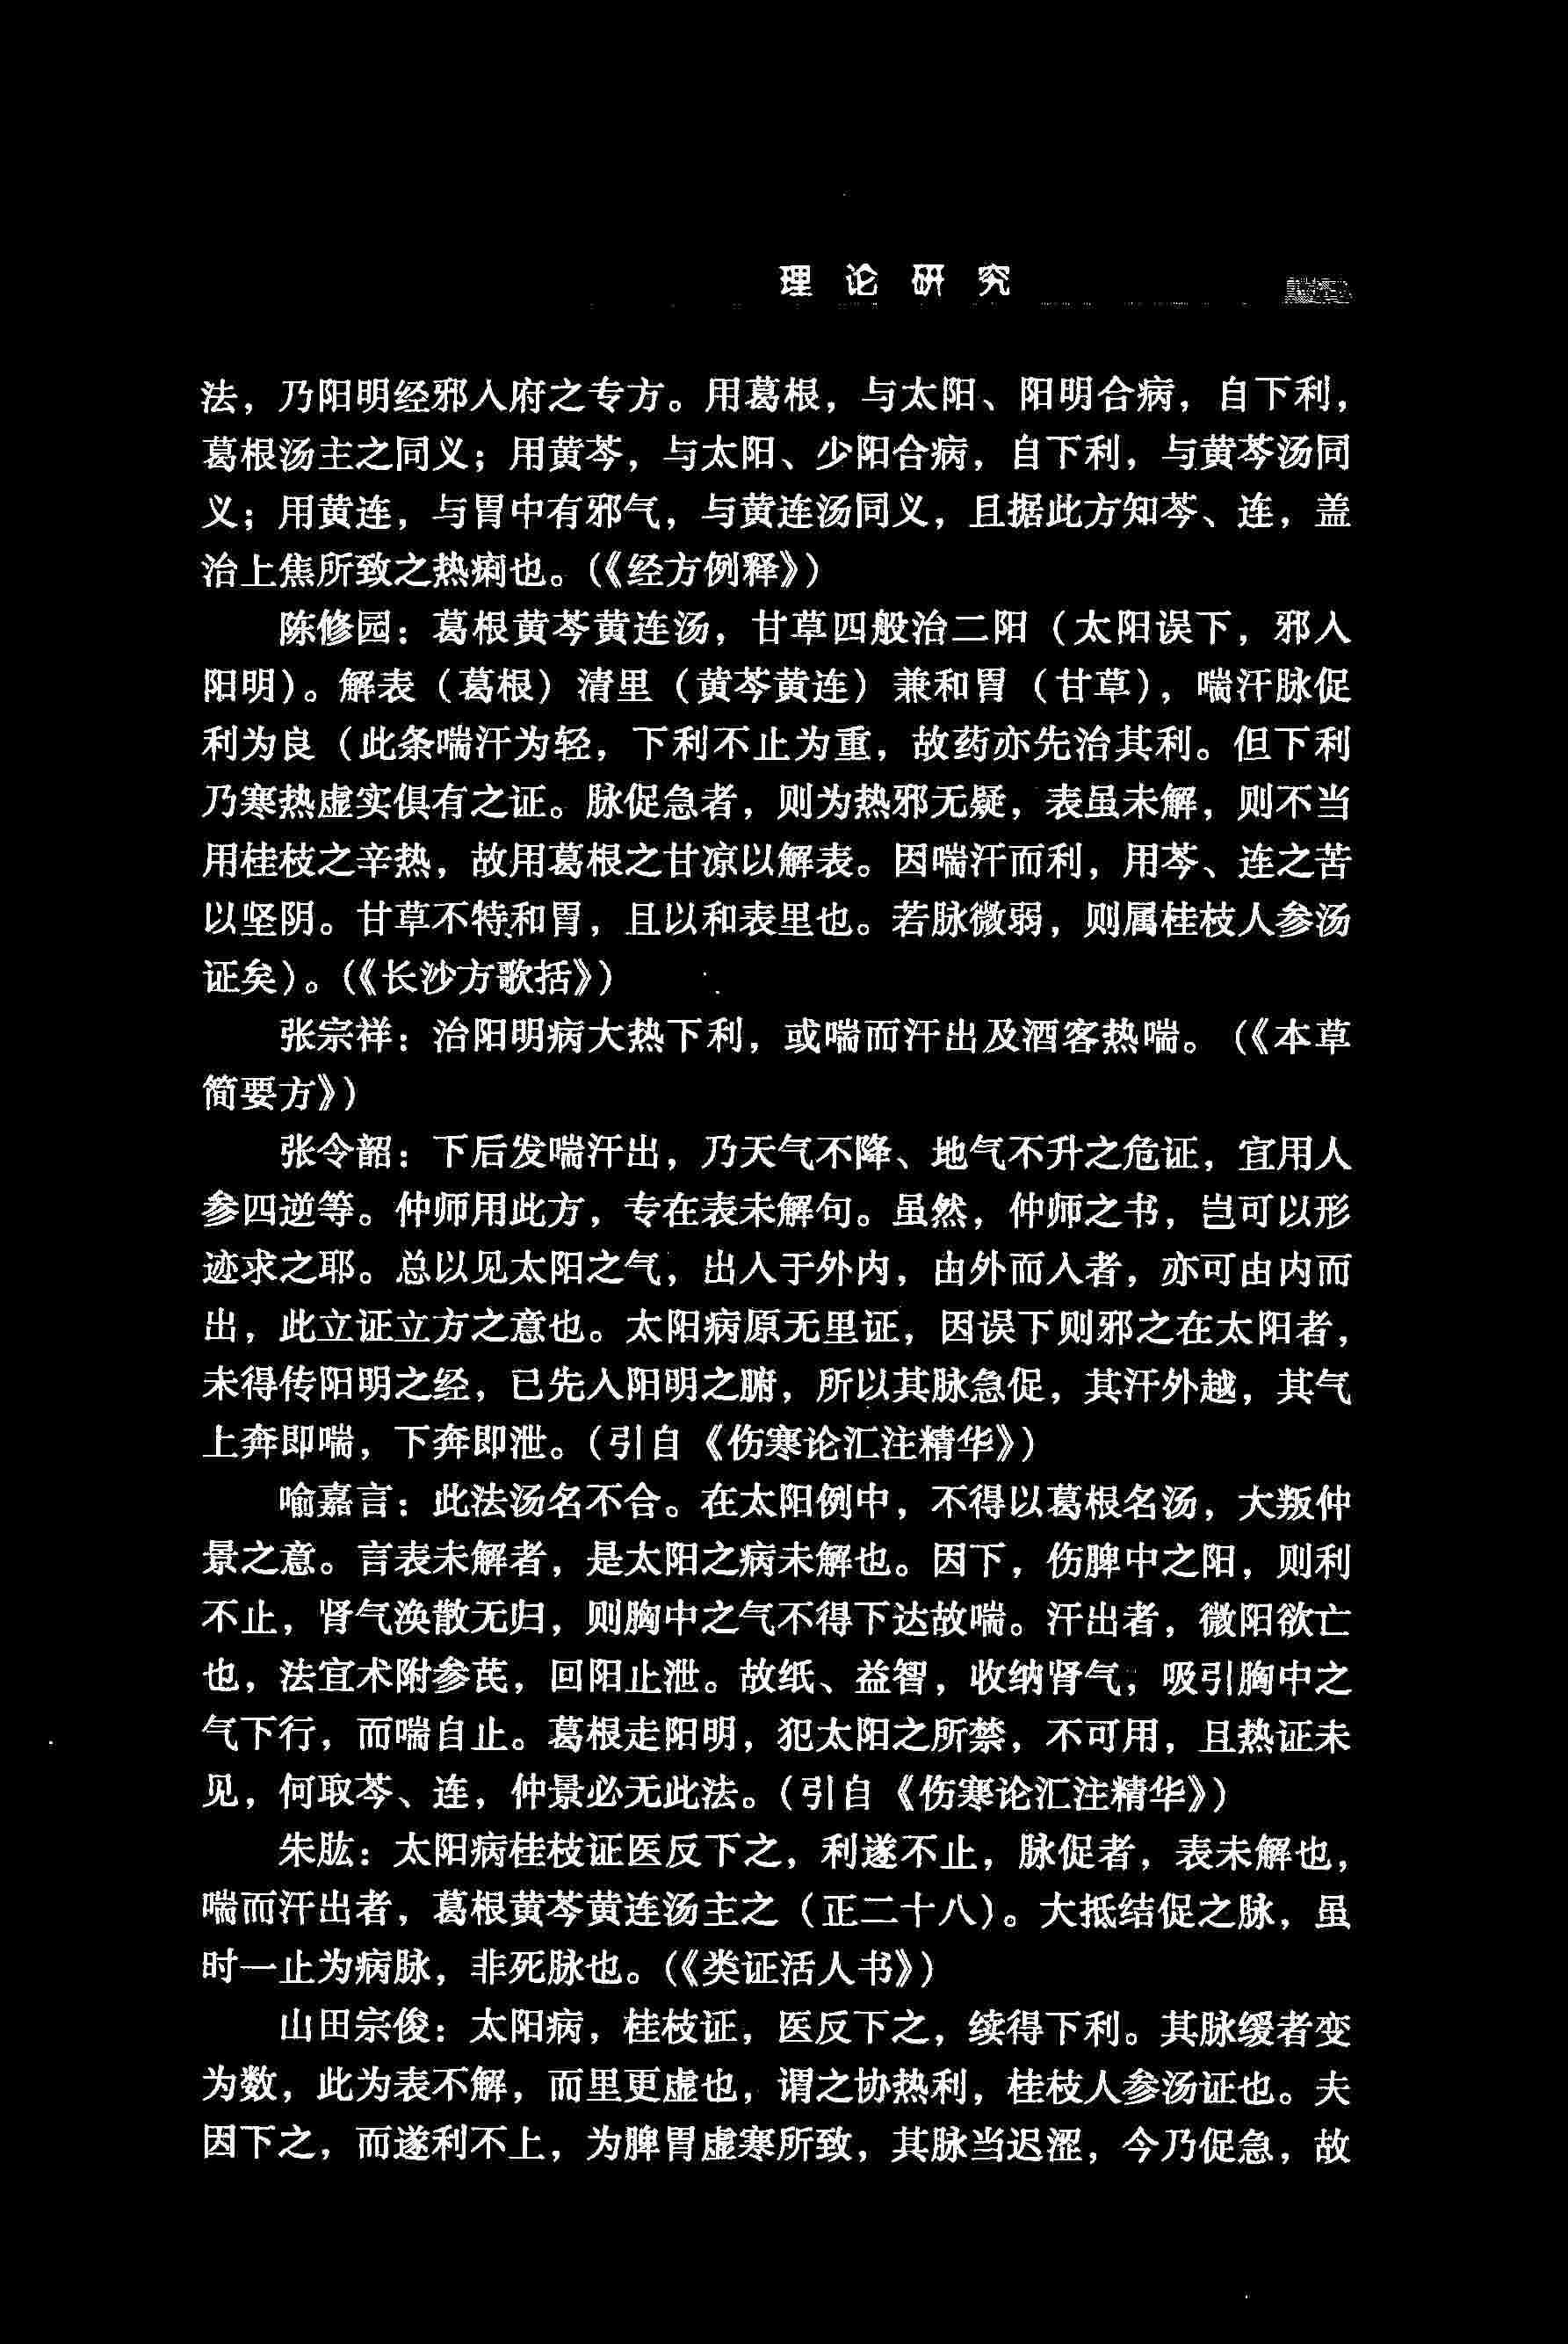 理论研究
法，乃阳明经邪入府之专方。用葛根，与太阳、阳明合病，自下利，
葛根汤主之同义；用黄芩，与太阳、少阳合病，自下利，与黄芩汤同
义；用黄连，与胃中有邪气，与黄连汤同义，且据此方知芩、连，盖
治上焦所致之热痢也。（《经方例释》）
陈修园：葛根黄芩黄连汤，甘草四般治二阳（太阳误下，邪入
阳明）。解表（葛根）清里（黄芩黄连）兼和胃（甘草），喘汗脉促
利为良（此条喘汗为轻，下利不止为重，故药亦先治其利。但下利
乃寒热虚实俱有之证。脉促急者，则为热邪无疑，表虽未解，则不当
用桂枝之辛热，故用葛根之甘凉以解表。因喘汗而利，用芩、连之苦
以坚阴。甘草不特和胃，且以和表里也。若脉微弱，则属桂枝人参汤
证矣）。（《长沙方歌括》）
张宗祥：治阳明病大热下利，或喘而汗出及酒客热喘。（《本草
简要方》）
张令韶：下后发喘汗出，乃天气不降、地气不升之危证，宜用人
参四逆等。仲师用此方，专在表未解句。虽然，仲师之书，岂可以形
迹求之耶。总以见太阳之气，出入于外内，由外而入者，亦可由内而
出，此立证立方之意也。太阳病原无里证，因误下则邪之在太阳者，
未得传阳明之经，已先入阳明之腑，所以其脉急促，其汗外越，其气
上奔即喘，下奔即泄。（引自《伤寒论汇注精华》）
喻嘉言：此法汤名不合。在太阳例中，不得以葛根名汤，大叛仲
景之意。言表未解者，是太阳之病未解也。因下，伤脾中之阳，则利
不止，肾气涣散无归，则胸中之气不得下达故喘。汗出者，微阳欲亡
也，法宜术附参芪，回阳止泄。故纸、益智，收纳肾气；吸引胸中之
气下行，而喘自止。葛根走阳明，犯太阳之所禁，不可用，且热证未
见，何取芩、连，仲景必无此法。（引自《伤寒论汇注精华》）
朱肱：太阳病桂枝证医反下之，利遂不止，脉促者，表未解也，
喘而汗出者，葛根黄芩黄连汤主之（正二十八）。大抵结促之脉，虽
时一止为病脉，非死脉也。（《类证活人书》）
山田宗俊：太阳病，桂枝证，医反下之，续得下利。其脉缓者变
为数，此为表不解，而里更虚也，谓之协热利，桂枝人参汤证也。夫
因下之，而遂利不上，为脾胃虚寒所致，其脉当迟涩，今乃促急，故